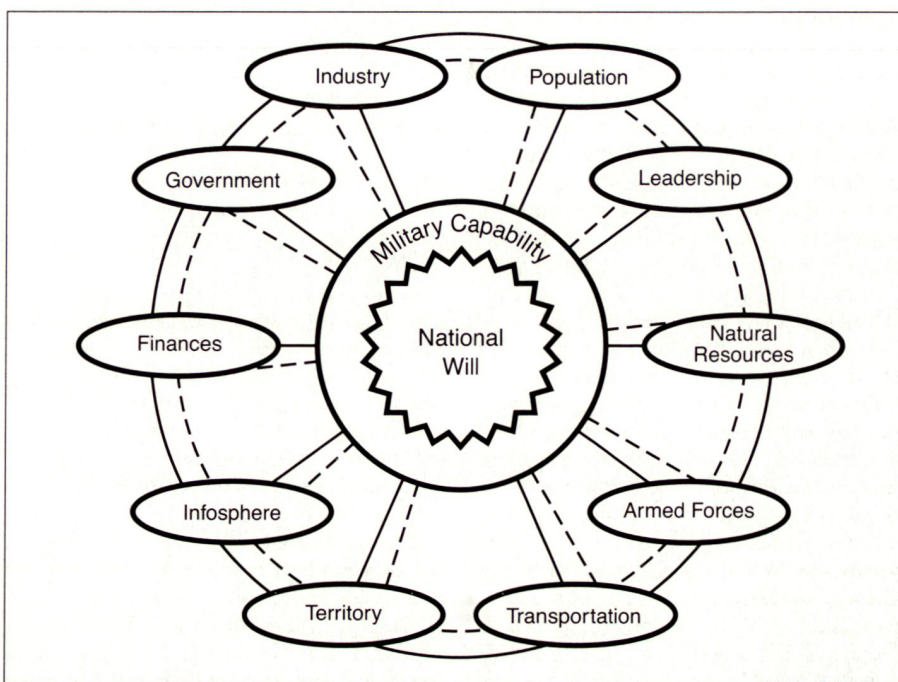 Industry
Population
Government
Leadership
Military Capability
National
Will
Finances
Natural
Resources
Infosphere
Armed Forces
Territory
Transportation